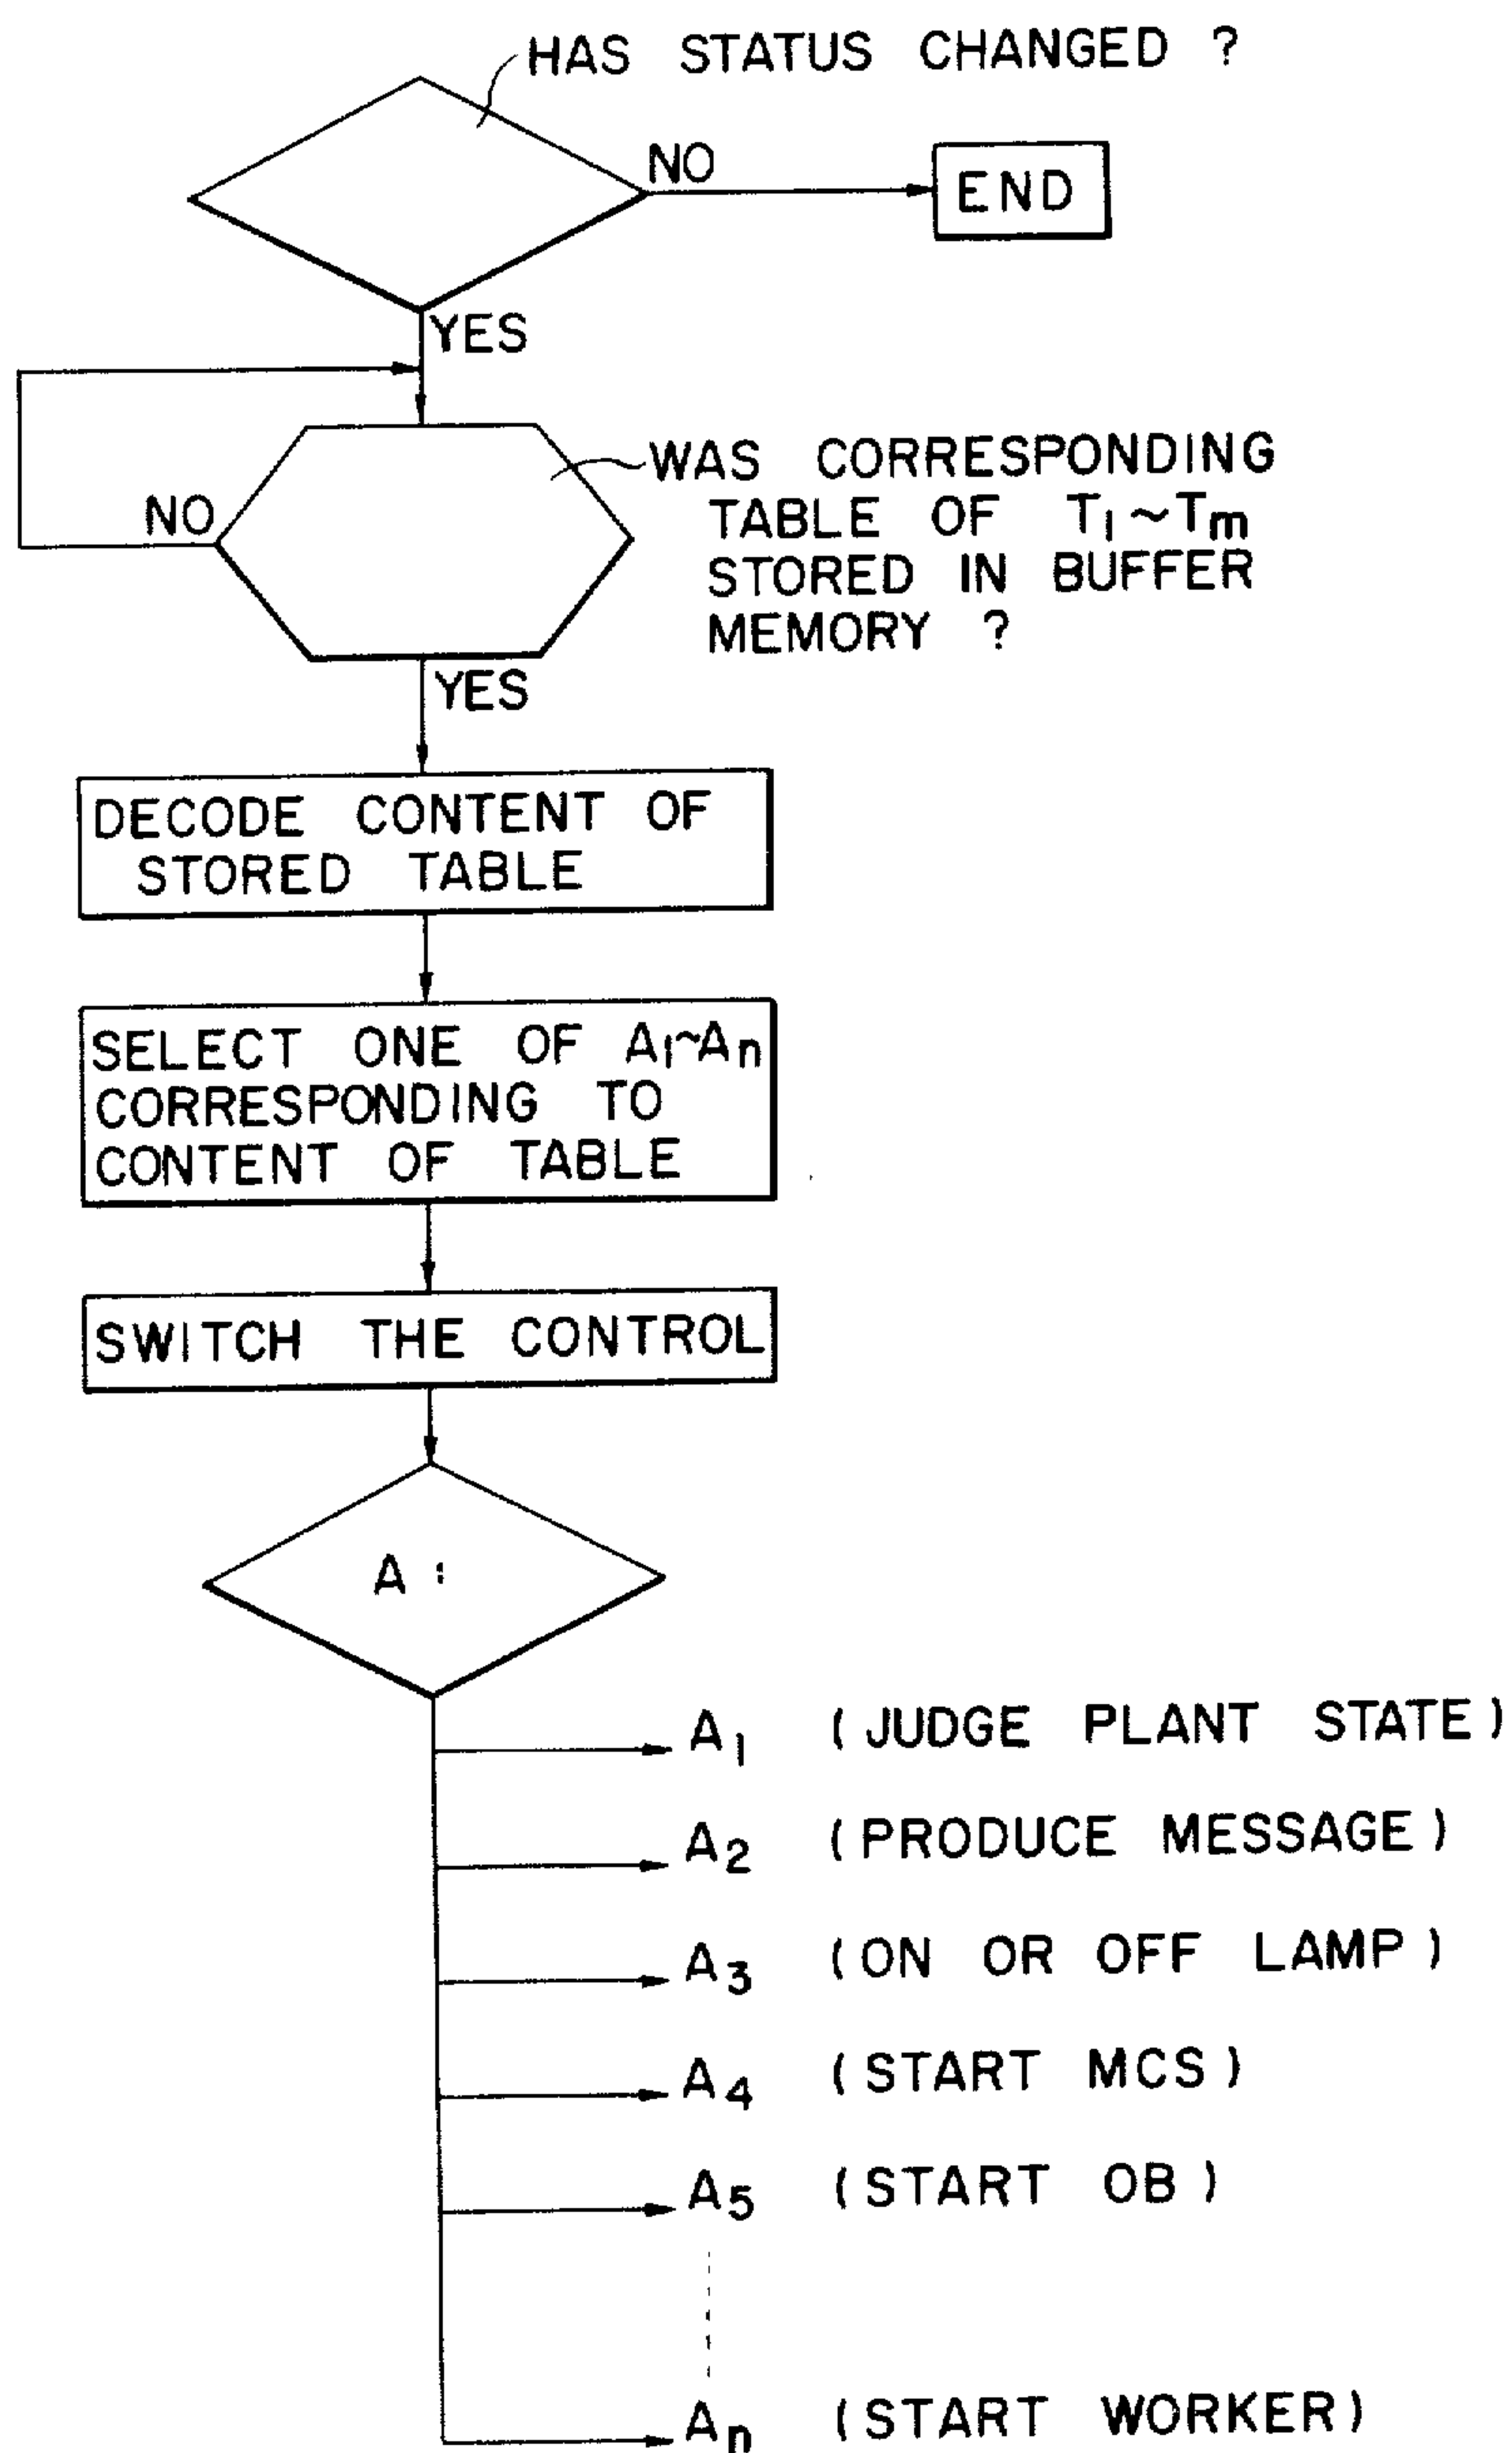 HAS STATUS CHANGED ?
NO
END
YES
WAS CORRESPONDING
TABLE OF T1~Tm
STORED IN BUFFER
MEMORY ?
NO
YES
DECODE CONTENT OF
STORED TABLE
SELECT ONE OF A1~An
CORRESPONDING TO
CONTENT OF TABLE
SWITCH THE CONTROL
A :
A1 (JUDGE PLANT STATE)
A2 (PRODUCE MESSAGE)
A3 (ON OR OFF LAMP)
A4 (START MCS)
A5 (START OB)
An (START WORKER)